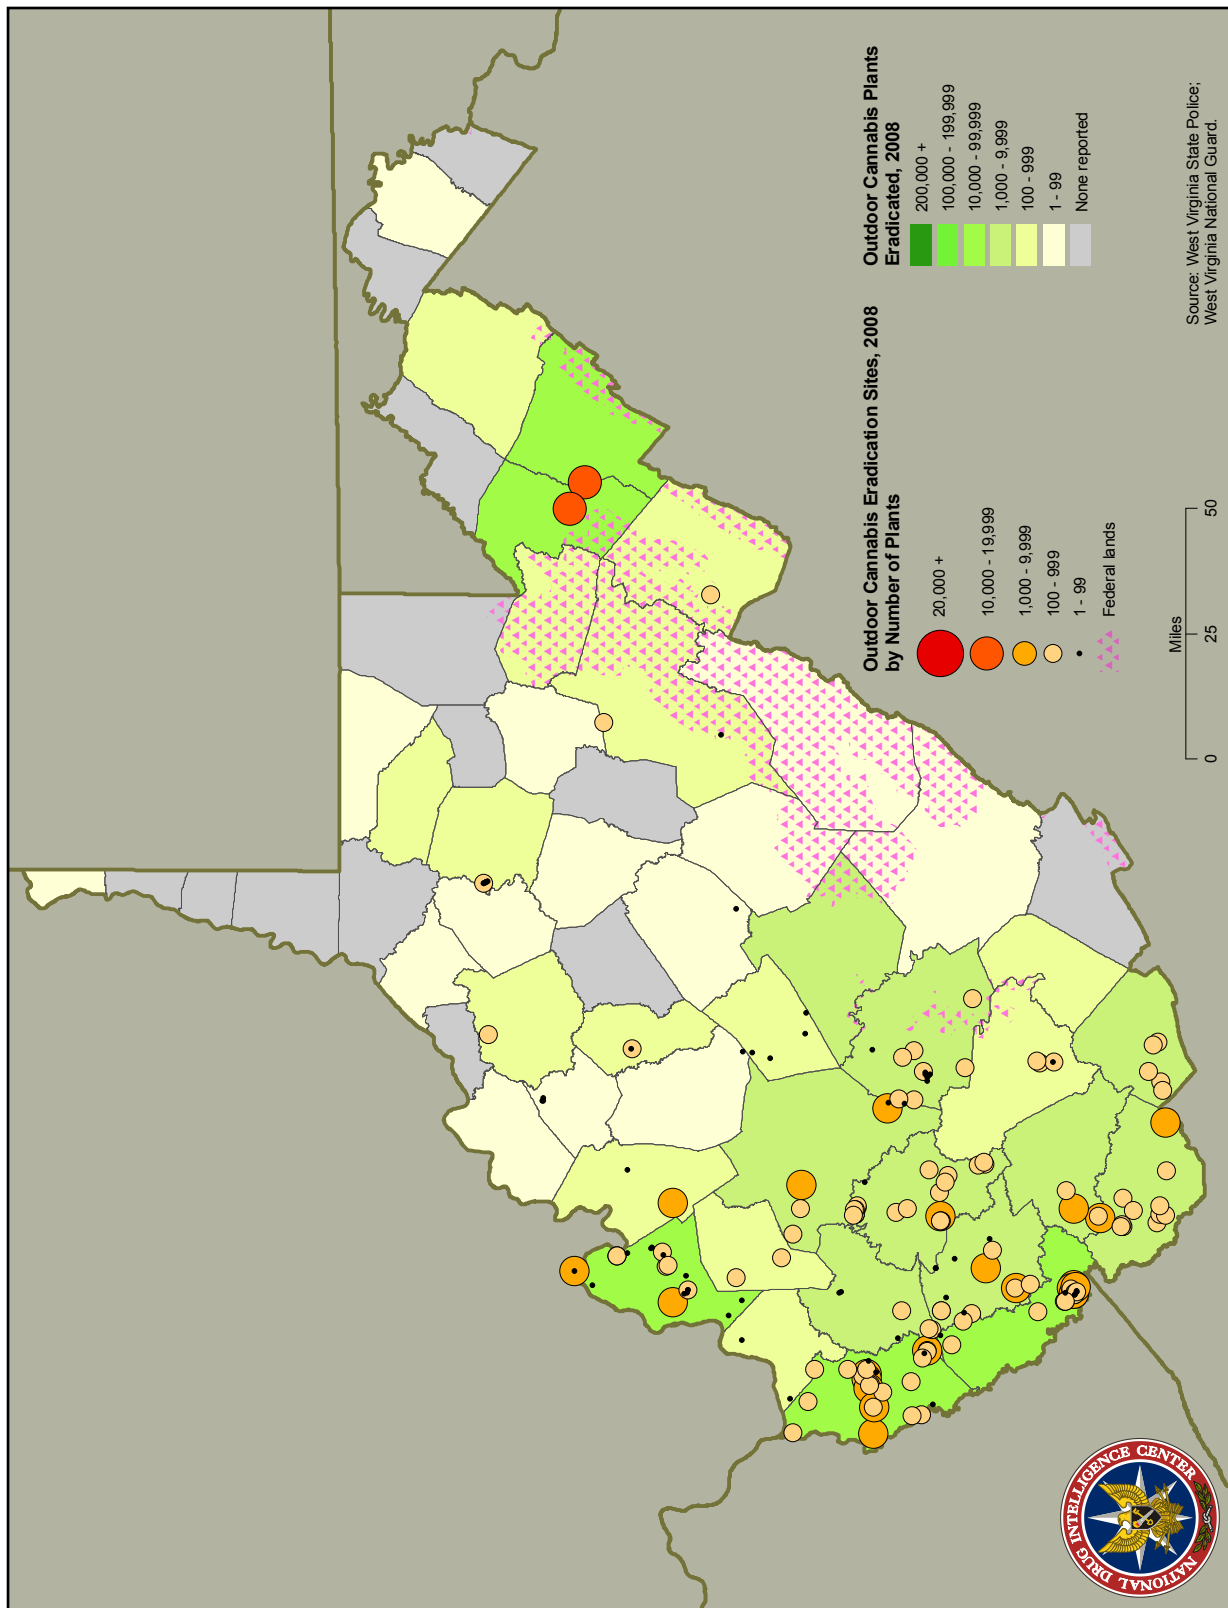 Outdoor Cannabis Eradication Sites, 2008
by Number of Plants
20,000 +
10,000 - 19,999
1,000 - 9,999
100 - 999
1 - 99
Federal lands
Outdoor Cannabis Plants
Eradicated, 2008
200,000 +
100,000 - 199,999
10,000 - 99,999
1,000 - 9,999
100 - 999
1 - 99
None reported
Miles
0 25 50
Source: West Virginia State Police;
West Virginia National Guard.
NATIONAL DRUG INTELLIGENCE CENTER